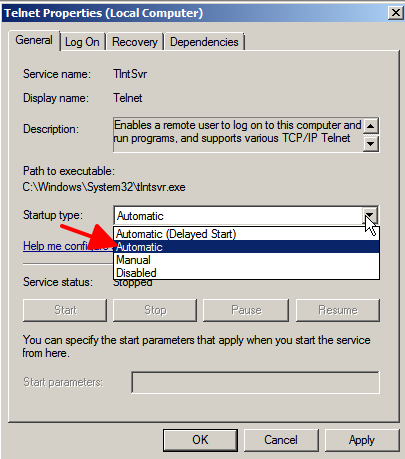 Telnet Properties (Local Computer)
General Log On Recovery Dependencies
Service name: TlntSvr
Display name: Telnet
Description: Enables a remote user to log on to this computer and
run programs, and supports various TCP/IP Telnet
Path to executable:
C:\Windows\System32\tlntsvr.exe
Startup type: Automatic
Automatic (Delayed Start)
Automatic
Help me configure
Manual
Disabled
Service status: Stopped
Start Stop Pause Resume
You can specify the start parameters that apply when you start the service
from here.
Start parameters:
OK Cancel Apply